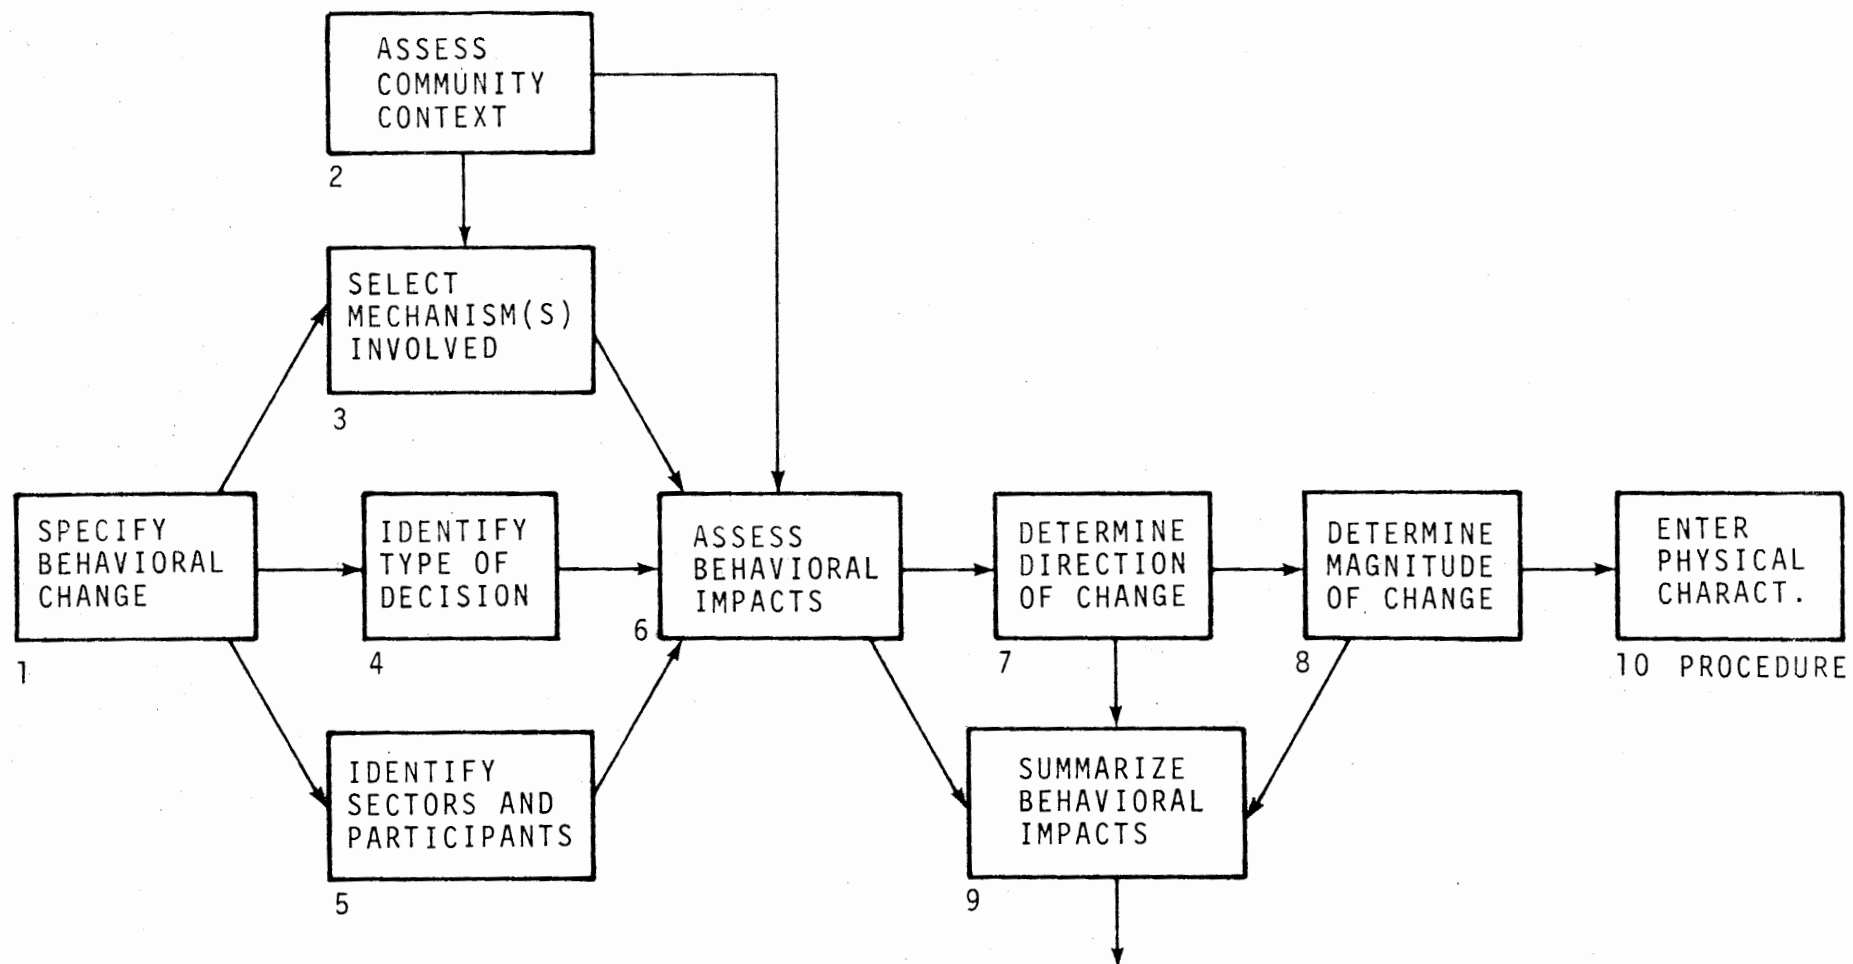 ASSESS
COMMUNITY
CONTEXT
2
SELECT
MECHANISM(S)
INVOLVED
3
SPECIFY
BEHAVIORAL
CHANGE
1
IDENTIFY
TYPE OF
DECISION
4
ASSESS
BEHAVIORAL
IMPACTS
6
DETERMINE
DIRECTION
OF CHANGE
7
DETERMINE
MAGNITUDE
OF CHANGE
8
ENTER
PHYSICAL
CHARACT.
10 PROCEDURE
IDENTIFY
SECTORS AND
PARTICIPANTS
5
SUMMARIZE
BEHAVIORAL
IMPACTS
9